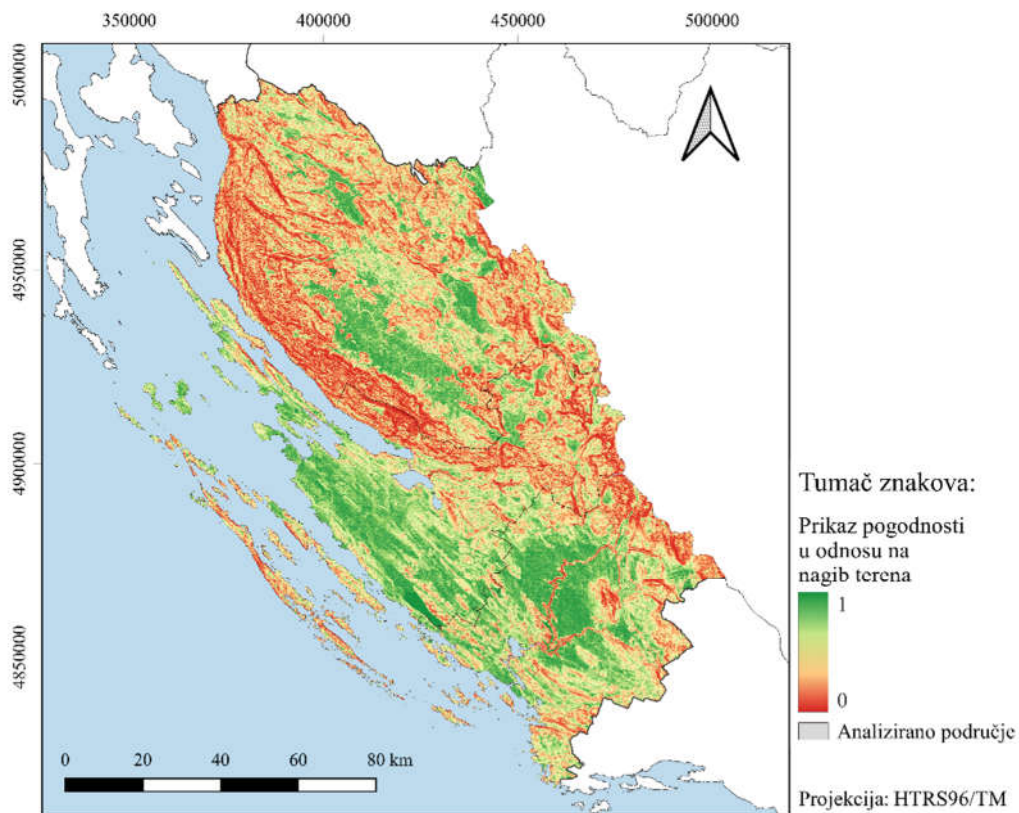 350000 400000 450000 500000
5000000
4950000
4900000
4850000
0 20 40 60 80 km
Tumač znakova:
Prikaz pogodnosti
u odnosu na
nagib terena
1
0
Analizirano područje
Projekcija: HTRS96/TM